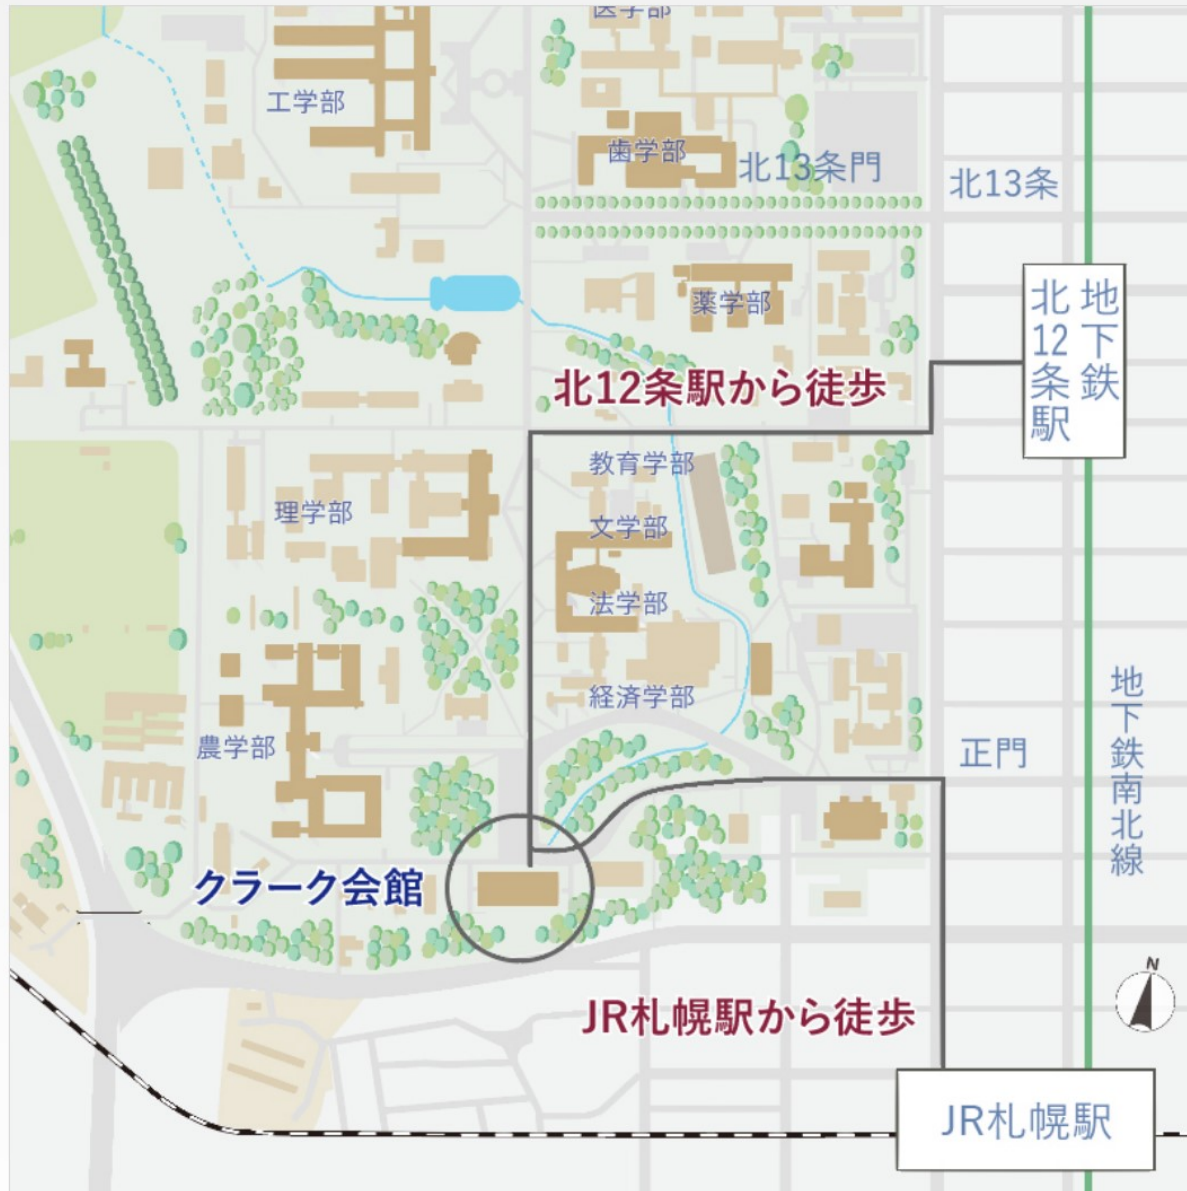 医学部
工学部
歯学部
北13条門
北13条
薬学部
地下鉄
北12条駅
北12条駅から徒歩
教育学部
理学部
文学部
法学部
経済学部
農学部
正門
地下鉄南北線
クラーク会館
N
JR札幌駅から徒歩
JR札幌駅